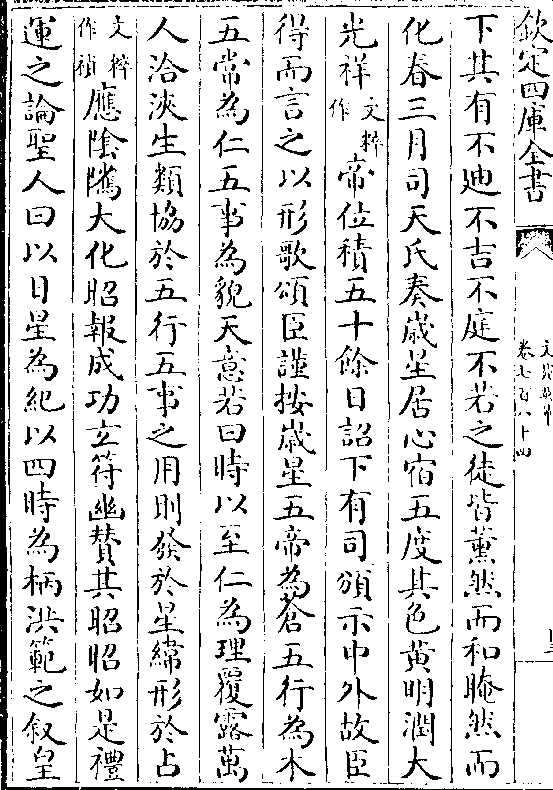 欽定四庫全書
文苑英華
卷七百八十四
下其有不迪不吉不庭不若之徒皆薰然而和晻然而
化春三月司天氏奏嵗星居心宿五度其色黃明潤大
光祥文粹作帝位積五十餘日詔下有司頒示中外故臣
得而言之以形歌頌臣謹按嵗星五帝為蒼五行為木
五常為仁五事為貌天意若曰時以至仁為理覆露萬
人洽浹生類協於五行五事之用則發於星緯形於占
文粹作禎應陰隲大化昭報成功立符幽贊其昭昭如是禮
運之論聖人曰以日星為紀以四時為柄洪範之叙皇